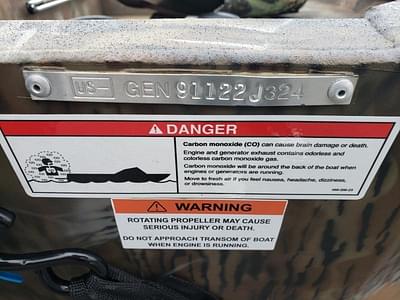 US- GEN 91122J324
DANGER
Carbon monoxide (CO) can cause brain damage or death.
Engine and generator exhaust contains odorless and
colorless carbon monoxide gas.
Carbon monoxide will be around the back of the boat when
engines or generators are running.
Move to fresh air if you feel nausea, headache, dizziness,
or drowsiness.
WARNING
ROTATING PROPELLER MAY CAUSE
SERIOUS INJURY OR DEATH.
DO NOT APPROACH TRANSOM OF BOAT
WHEN ENGINE IS RUNNING.